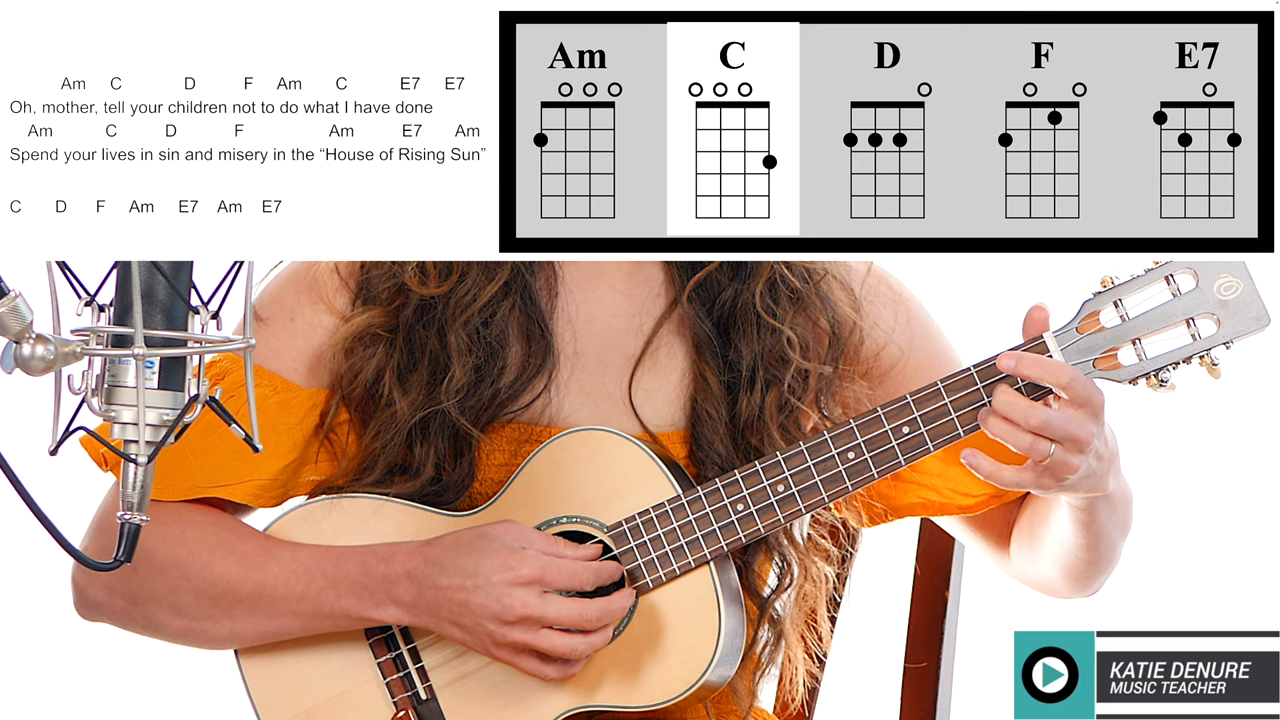 Am C D F Am C E7 E7
Oh, mother, tell your children not to do what I have done
Am C D F Am E7 Am
Spend your lives in sin and misery in the “House of Rising Sun”
C D F Am E7 Am E7
Am C D F E7
KATIE DENURE
MUSIC TEACHER